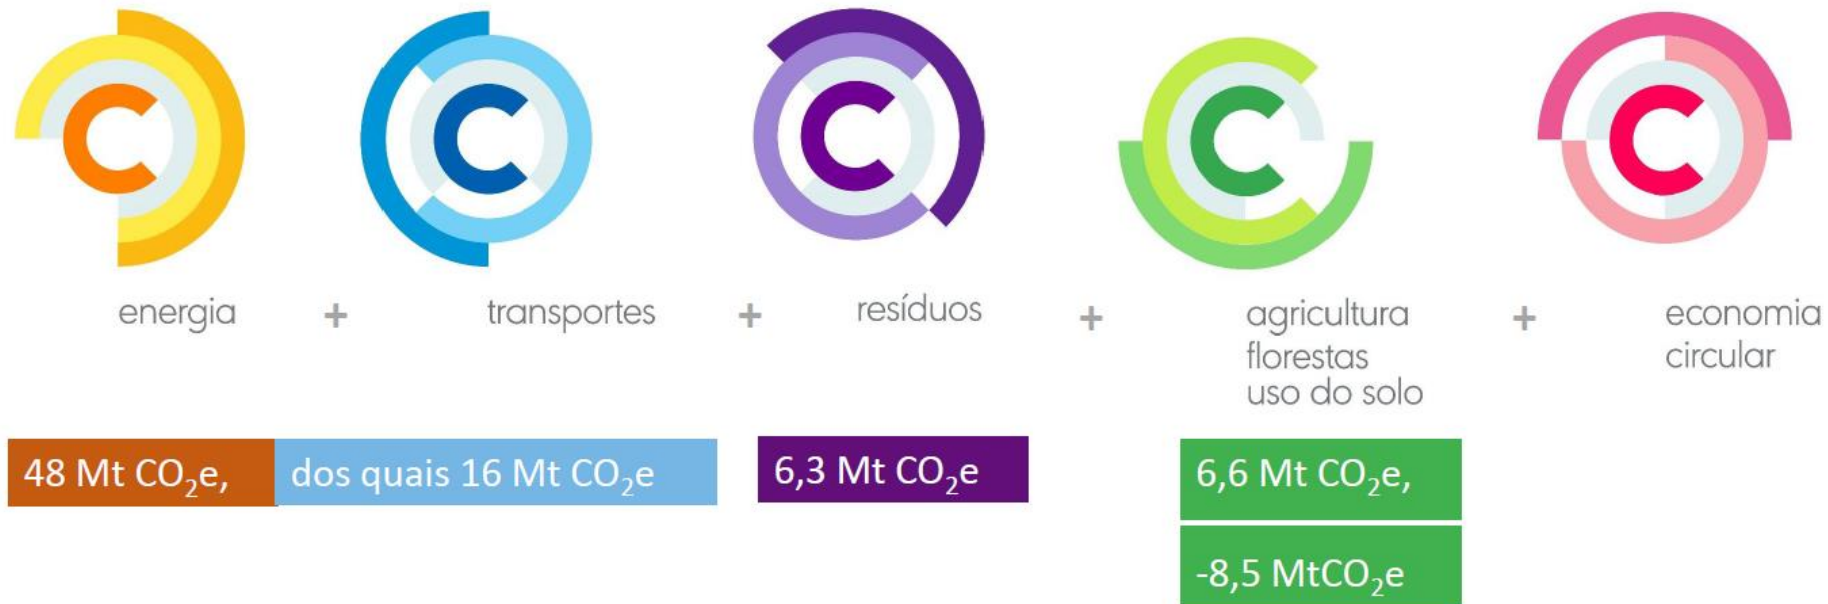 energia + transportes + resíduos + agricultura + economia
florestas circular
uso do solo
48 Mt CO₂e, dos quais 16 Mt CO₂e 6,3 Mt CO₂e 6,6 Mt CO₂e,
-8,5 MtCO₂e